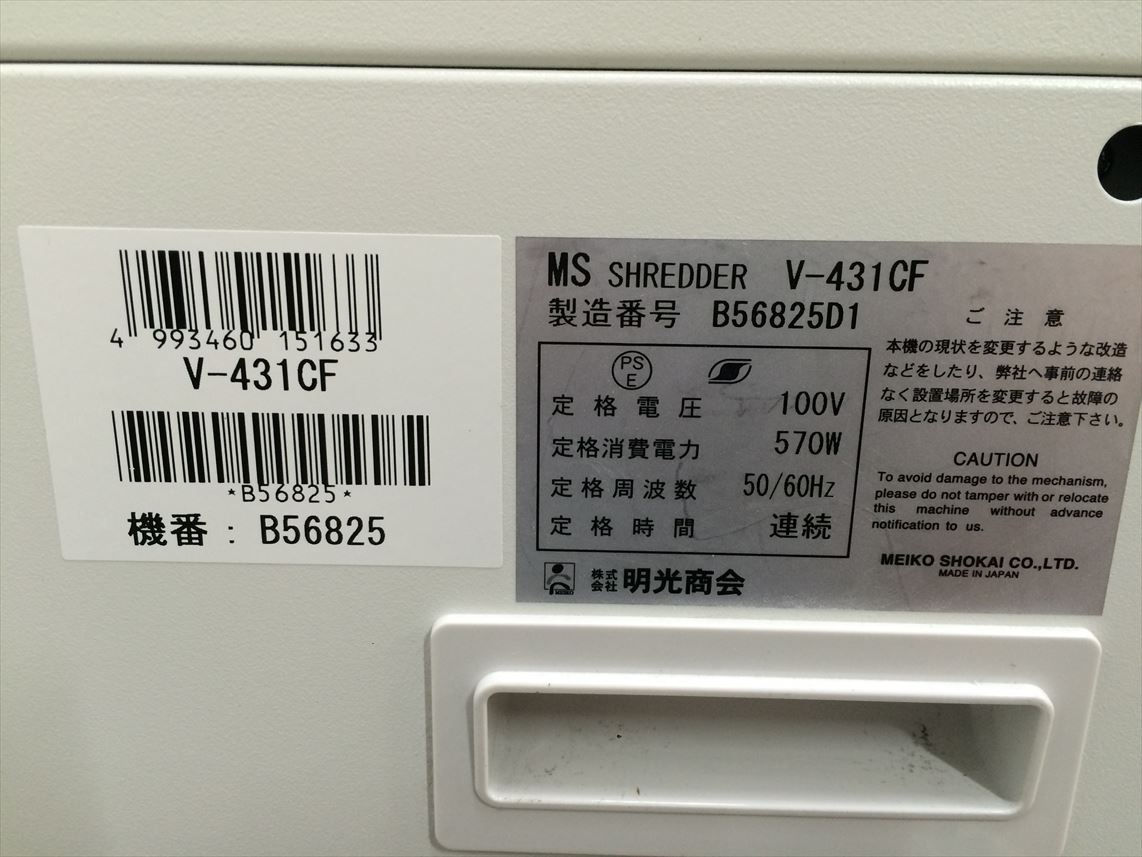 4 993460 151633
V-431CF
*B56825*
機番 : B56825
MS SHREDDER V-431CF
製造番号 B56825D1
PS
E
定格電圧 100V
定格消費電力 570W
定格周波数 50/60Hz
定格時間 連続
MEIKO
株式
会社
明光商会
ご注意
本機の現状を変更するような改造
などをしたり、弊社へ事前の連絡
なく設置場所を変更すると故障の
原因となりますので、ご注意下さい。
CAUTION
To avoid damage to the mechanism,
please do not tamper with or relocate
this machine without advance
notification to us.
MEIKO SHOKAI CO.,LTD.
MADE IN JAPAN